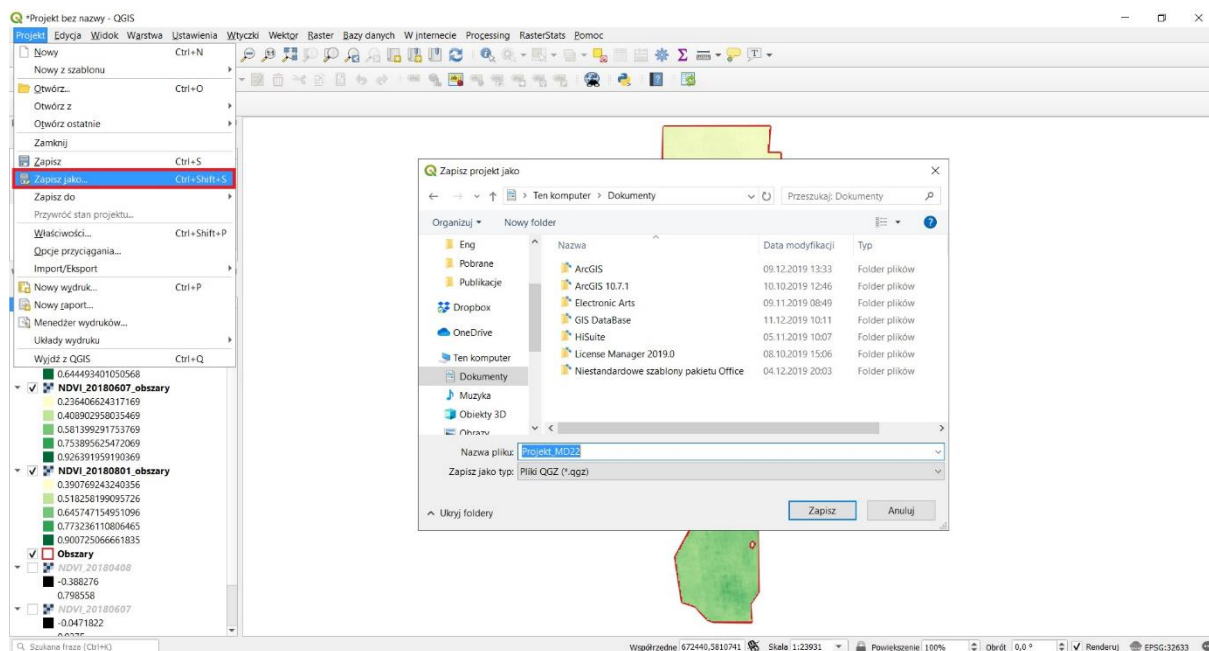 *Projekt bez nazwy - QGIS
Projekt Edycja Widok Warstwa Ustawienia Wtyczki Wektor Raster Bazy danych W internecie Processing RasterStats Pomoc
Nowy Ctrl+N
Nowy z szablonu
Otwórz... Ctrl+O
Otwórz z
Otwórz ostatnie
Zamknij
Zapisz Ctrl+S
Zapisz jako... Ctrl+Shift+S
Zapisz do
Przywróć stan projektu...
Właściwości... Ctrl+Shift+P
Opcje przyciągania...
Import/Eksport
Nowy wydruk... Ctrl+P
Nowy raport...
Menedżer wydruków...
Układy wydruku
Wyjdź z QGIS Ctrl+Q
0.644493401050568
NDVI_20180607_obszary
0.236406624317169
0.408902958035469
0.581399291753769
0.753895625472069
0.926391959190369
NDVI_20180801_obszary
0.390769243240356
0.518258199095726
0.645747154951096
0.773236110806465
0.900725066661835
Obszary
NDVI_20180408
-0.388276
0.798558
NDVI_20180607
-0.0471822
Zapisz projekt jako
Ten komputer > Dokumenty
Przeszukaj: Dokumenty
Organizuj Nowy folder
Eng
Pobrane
Publikacje
Dropbox
OneDrive
Ten komputer
Dokumenty
Muzyka
Obiekty 3D
Obrazy
Nazwa Data modyfikacji Typ
ArcGIS 09.12.2019 13:33 Folder plików
ArcGIS 10.7.1 10.10.2019 12:46 Folder plików
Electronic Arts 09.11.2019 08:49 Folder plików
GIS DataBase 11.12.2019 10:11 Folder plików
HiSuite 05.11.2019 10:07 Folder plików
License Manager 2019.0 08.10.2019 15:06 Folder plików
Niestandardowe szablony pakietu Office 04.12.2019 20:03 Folder plików
Nazwa pliku: Projekt_MD22
Zapisz jako typ: Pliki QGZ (*.qgz)
Ukryj foldery
Zapisz Anuluj
Szukana fraza (Ctrl+K)
Współrzędne 672440,5810741 Skala 1:23931 Powiększenie 100% Obrót 0,0 ° Renderuj EPSG:32633